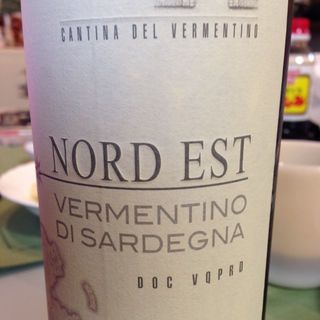 CANTINA DEL VERMENTINO
NORD EST
VERMENTINO
DI SARDEGNA
DOC VQPRD